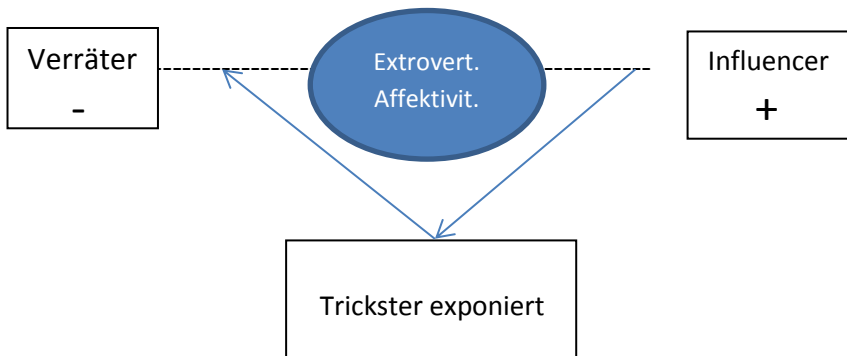 Verräter
-
Extrovert.
Affektivit.
Influencer
+
Trickster exponiert